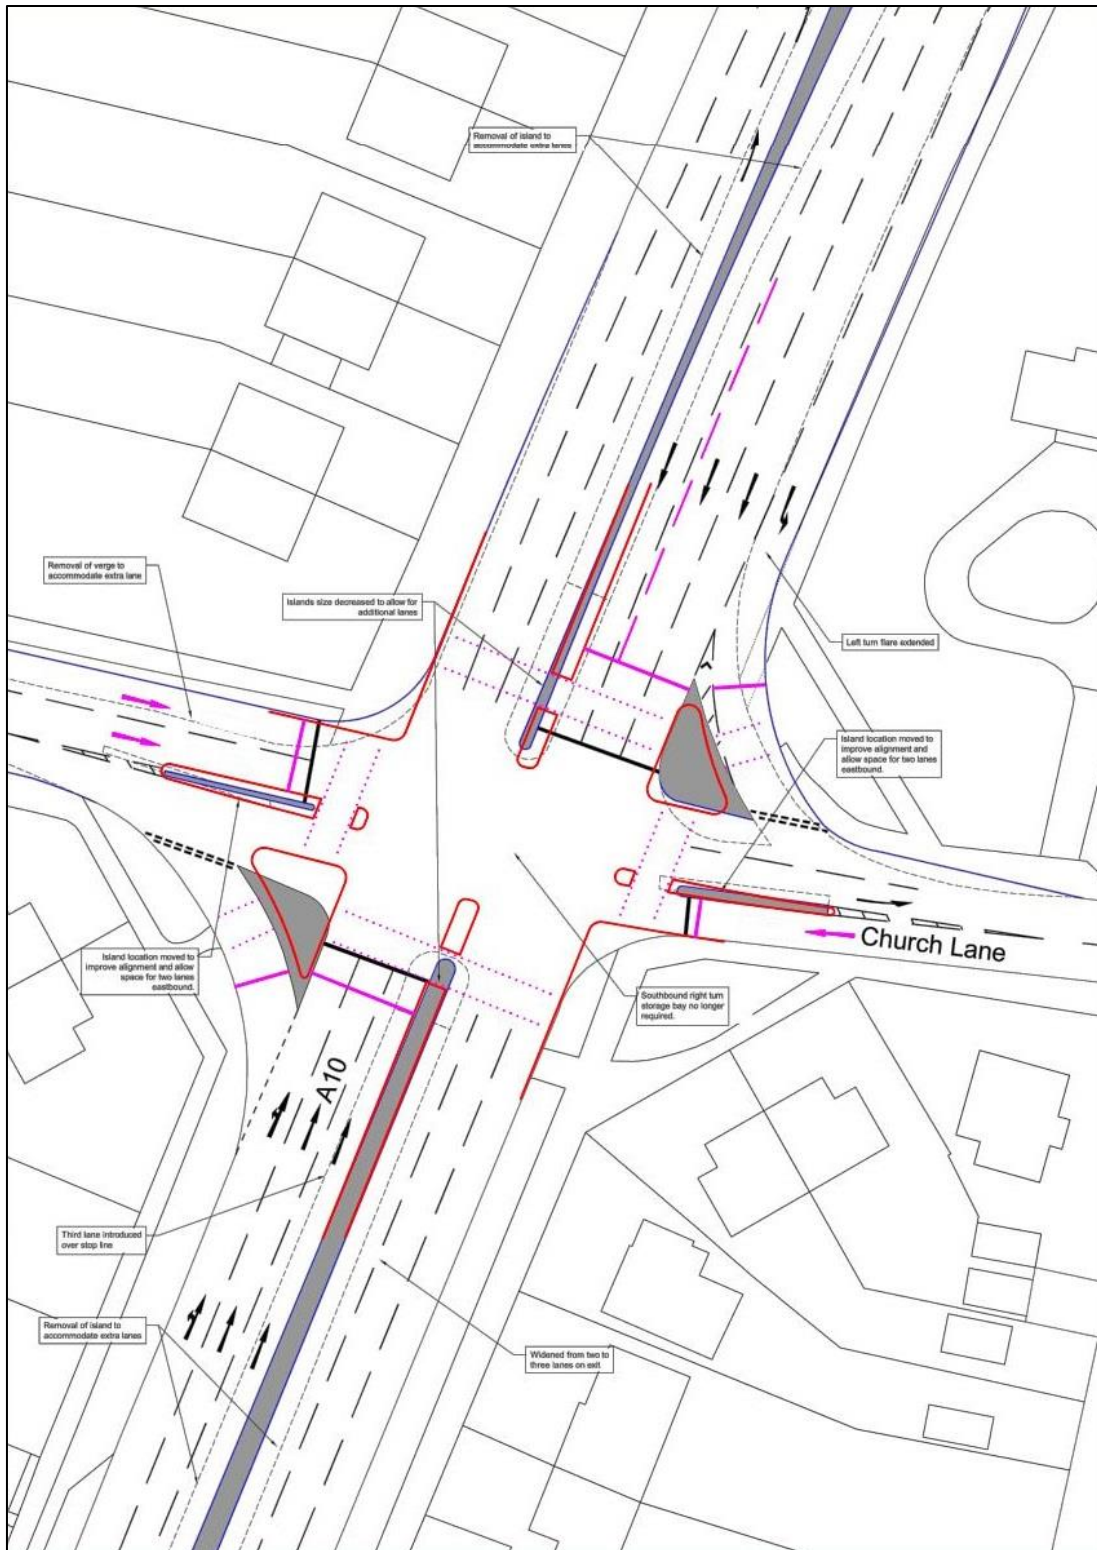 Removal of island to
accommodate extra lanes
Removal of verge to
accommodate extra lane
Islands size decreased to allow for
additional lanes
Left turn flare extended
Island location moved to
improve alignment and
allow space for two lanes
eastbound.
Church Lane
Island location moved to
improve alignment and allow
space for two lanes
eastbound.
Southbound right turn
storage bay no longer
required.
A10
Third lane introduced
over stop line
Removal of island to
accommodate extra lanes
Widened from two to
three lanes on exit